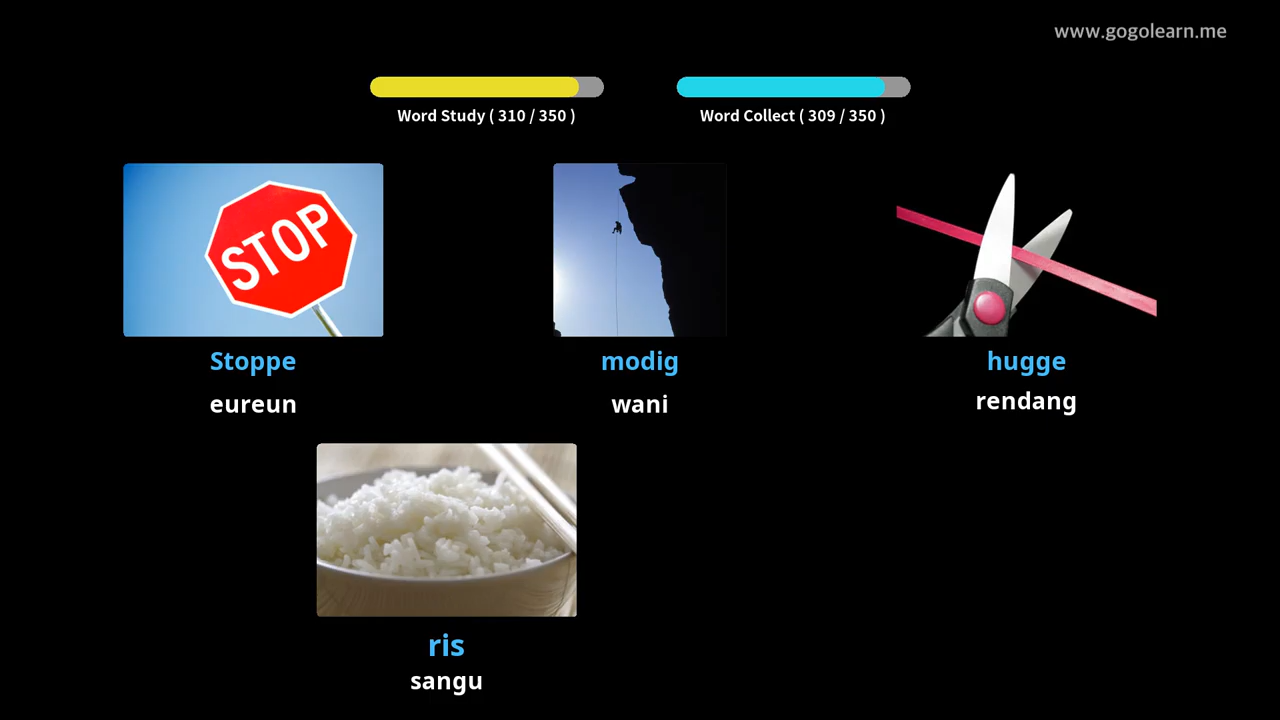 www.gogolearn.me
Word Study ( 310 / 350 )
Word Collect ( 309 / 350 )
STOP
Stoppe
eureun
modig
wani
hugge
rendang
ris
sangu